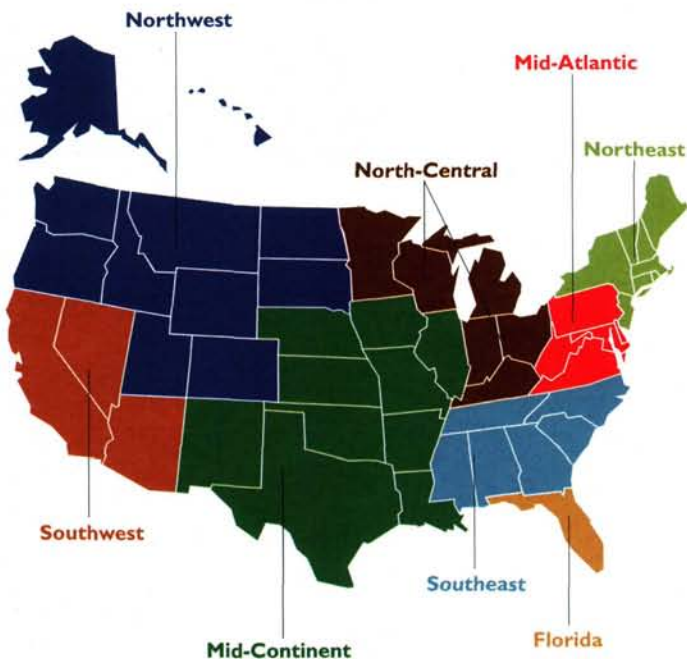 Northwest
Mid-Atlantic
Northeast
North-Central
Southwest
Southeast
Florida
Mid-Continent